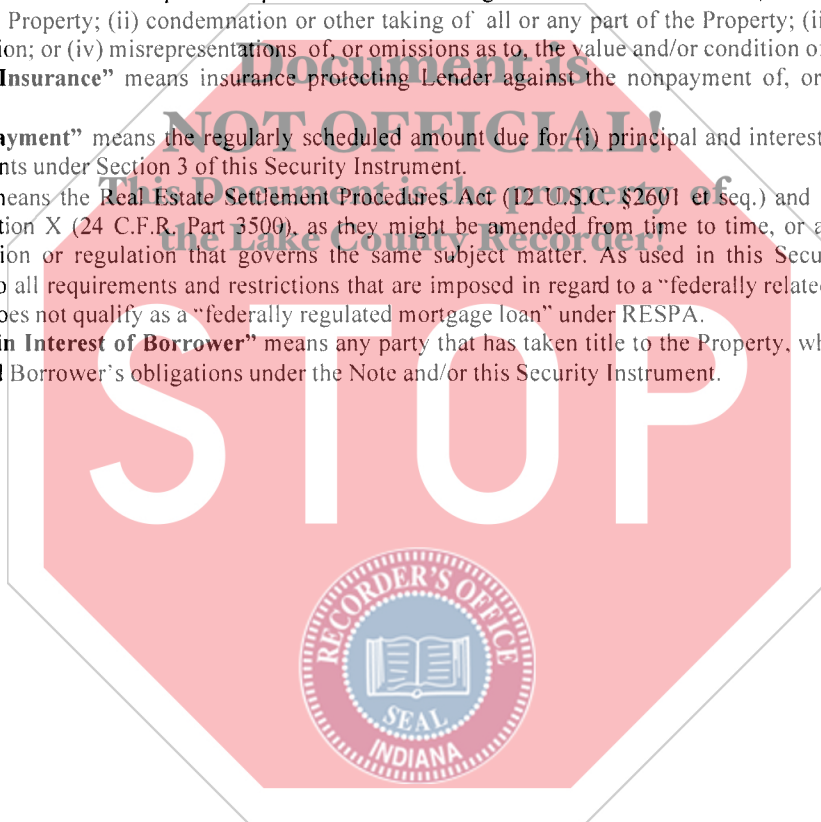 Property; (ii) condemnation or other taking of all or any part of the Property; (ii
ion; or (iv) misrepresentations of, or omissions as to, the value and/or condition o
Document is
Insurance” means insurance protecting Lender against the nonpayment of, or
NOT OFFICIAL!
ayment” means the regularly scheduled amount due for (i) principal and interest
nts under Section 3 of this Security Instrument.
This Document is the property of
means the Real Estate Settlement Procedures Act (12 U.S.C. §2601 et seq.) and
tion X (24 C.F.R. Part 3500), as they might be amended from time to time, or a
the Lake County Recorder!
ion or regulation that governs the same subject matter. As used in this Secu
o all requirements and restrictions that are imposed in regard to a “federally related
oes not qualify as a “federally regulated mortgage loan” under RESPA.
in Interest of Borrower” means any party that has taken title to the Property, wh
Borrower’s obligations under the Note and/or this Security Instrument.
STOP
RECORDER'S OFFICE
SEAL
INDIANA